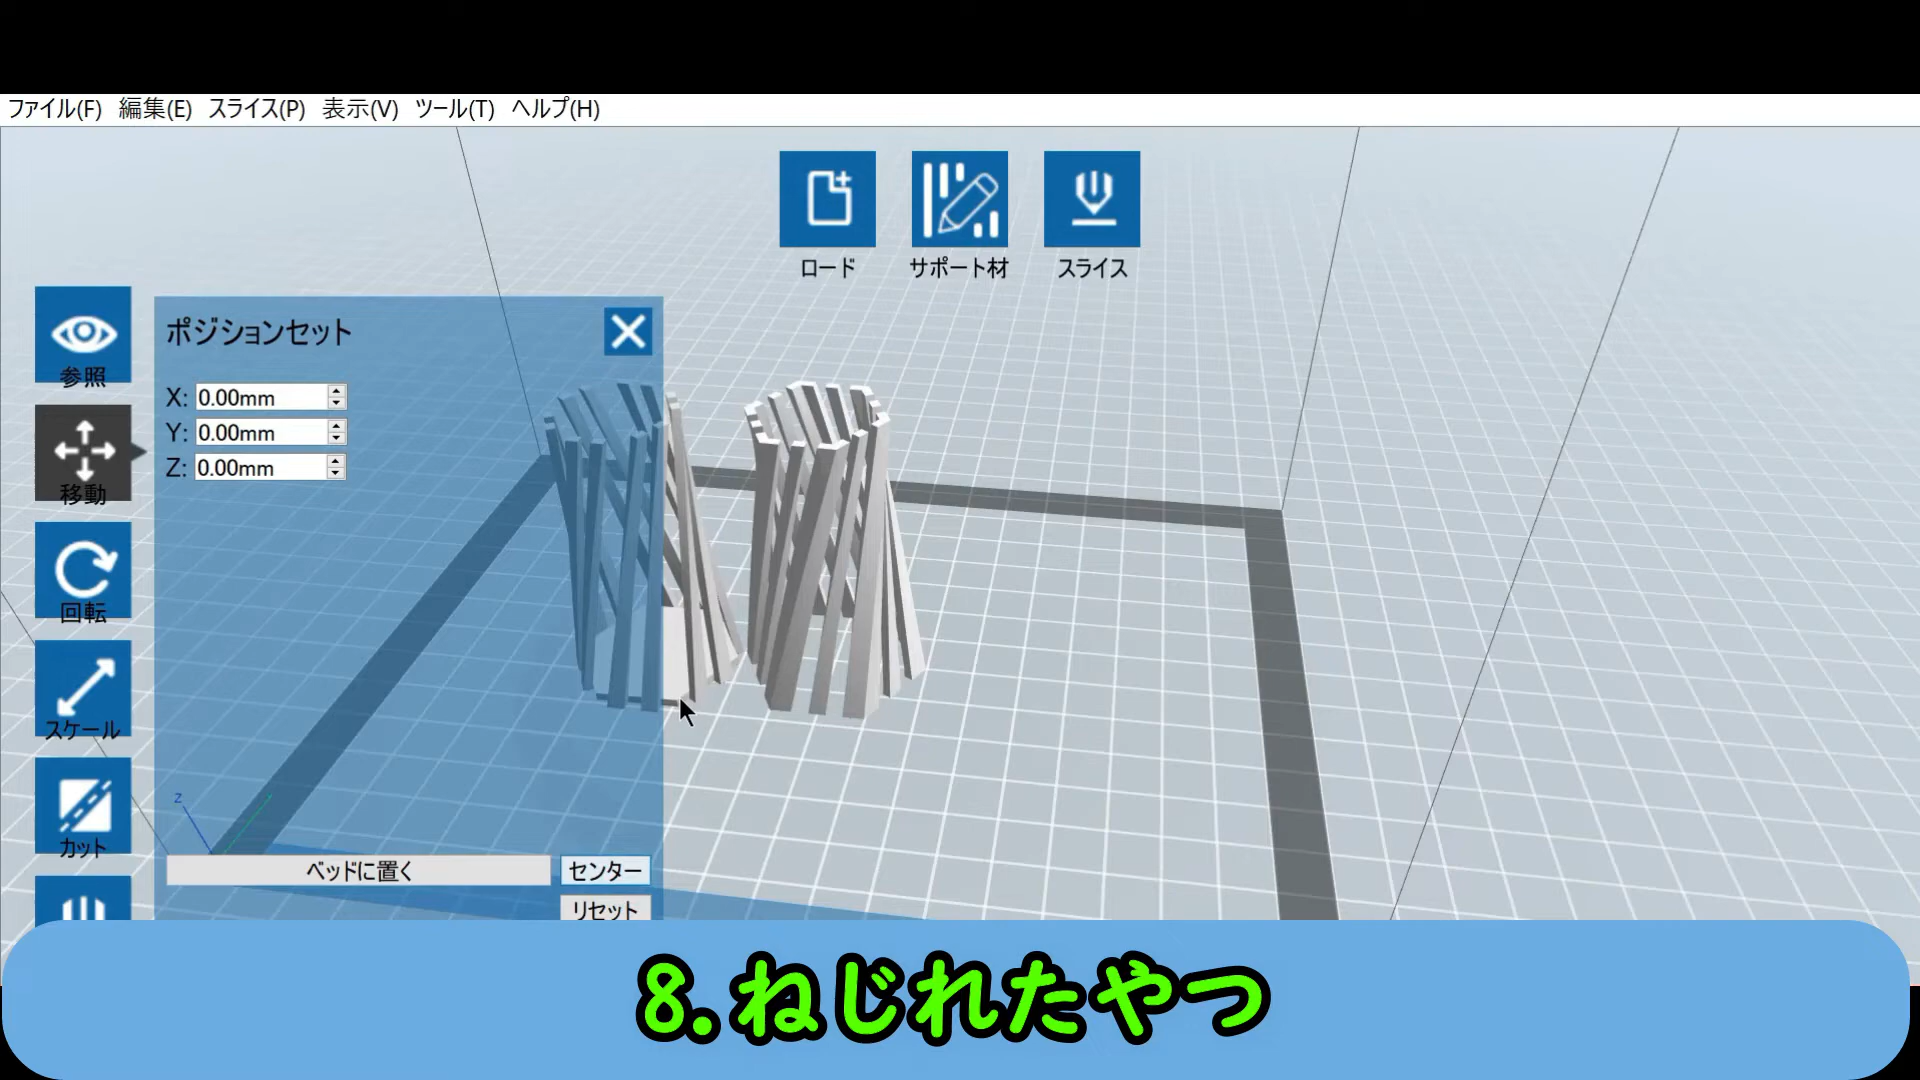 ファイル(F) 編集(E) スライス(P) 表示(V) ツール(T) ヘルプ(H)
ロード
サポート材
スライス
参照
移動
回転
スケール
カット
ポジションセット
X: 0.00mm
Y: 0.00mm
Z: 0.00mm
Z
ベッドに置く
センター
リセット
8.ねじれたやつ